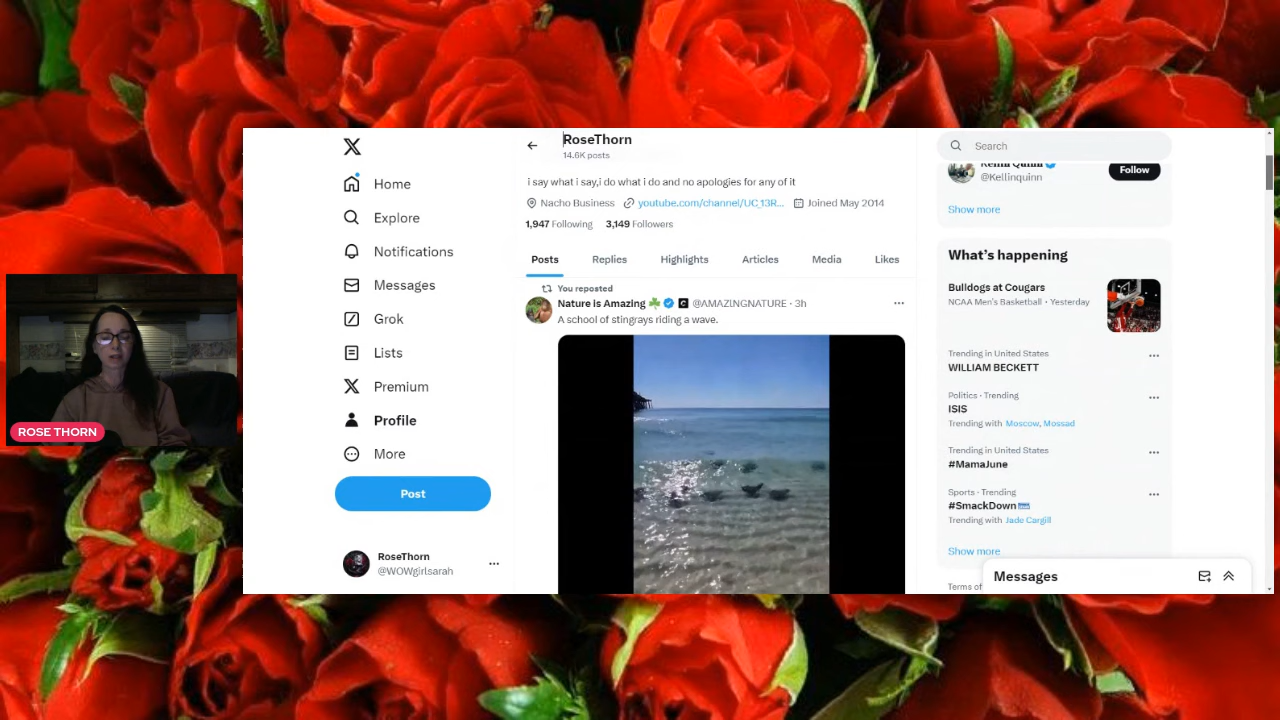 RoseThorn
14.6K posts
i say what i say,i do what i do and no apologies for any of it
Nacho Business youtube.com/channel/UC_13R... Joined May 2014
1,947 Following 3,149 Followers
Posts Replies Highlights Articles Media Likes
You reposted
Nature is Amazing @AMAZlNGNATURE · 3h
A school of stingrays riding a wave.
Home
Explore
Notifications
Messages
Grok
Lists
Premium
Profile
More
Post
RoseThorn
@WOWgirlsarah
ROSE THORN
Search
@Kellinquinn
Follow
Show more
What's happening
Bulldogs at Cougars
NCAA Men's Basketball · Yesterday
Trending in United States
WILLIAM BECKETT
Politics · Trending
ISIS
Trending with Moscow, Mossad
Trending in United States
#MamaJune
Sports · Trending
#SmackDown
Trending with Jade Cargill
Show more
Terms of
Messages